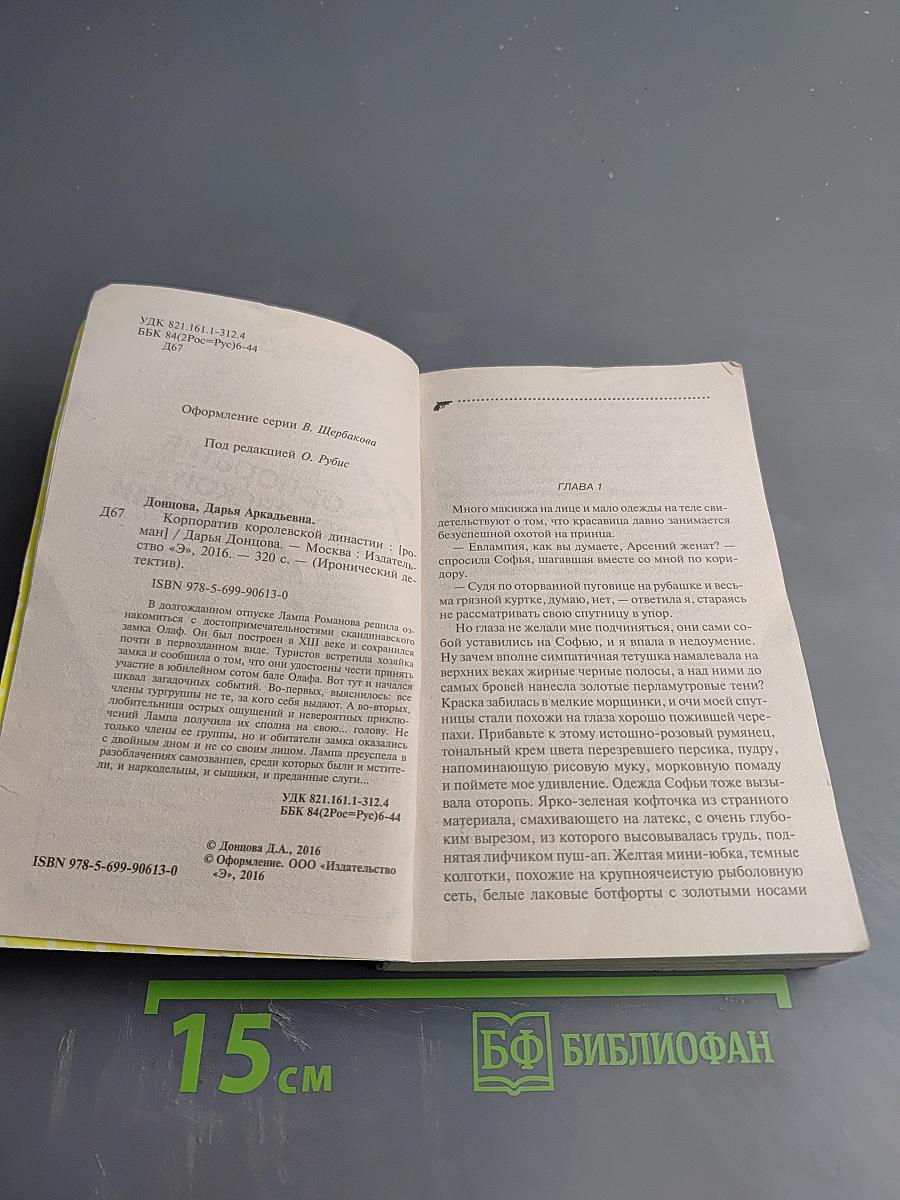 УДК 821.161.1-312.4
ББК 84(2Рос=Рус)6-44
Д67
Оформление серии В. Щербакова
Под редакцией О. Рубис
Донцова, Дарья Аркадьевна.
Д67 Корпоратив королевской династии : [ро-
ман] / Дарья Донцова. — Москва : Издатель-
ство «Э», 2016. — 320 с. — (Иронический де-
тектив).
ISBN 978-5-699-90613-0
В долгожданном отпуске Лампа Романова решила оз-
накомиться с достопримечательностями скандинавского
замка Олаф. Он был построен в XIII веке и сохранился
почти в первозданном виде. Туристов встретила хозяйка
замка и сообщила о том, что они удостоены чести принять
участие в юбилейном сотом бале Олафа. Вот тут и начался
шквал загадочных событий. Во-первых, выяснилось: все
члены тургруппы не те, за кого себя выдают. А во-вторых,
любительница острых ощущений и невероятных приклю-
чений Лампа получила их сполна на свою... голову. Не
только члены ее группы, но и обитатели замка оказались
с двойным дном и не со своим лицом. Лампа преуспела в
разоблачениях самозванцев, среди которых были и мстите-
ли, и наркодельцы, и сыщики, и преданные слуги...
УДК 821.161.1-312.4
ББК 84(2Рос=Рус)6-44
© Донцова Д.А., 2016
© Оформление. ООО «Издательство
«Э», 2016
ISBN 978-5-699-90613-0
ГЛАВА 1
Много макияжа на лице и мало одежды на теле сви-
детельствуют о том, что красавица давно занимается
безуспешной охотой на принца.
— Евлампия, как вы думаете, Арсений женат? —
спросила Софья, шагавшая вместе со мной по кори-
дору.
— Судя по оторванной пуговице на рубашке и весь-
ма грязной куртке, думаю, нет, — ответила я, стараясь
не рассматривать свою спутницу в упор.
Но глаза не желали мне подчиняться, они сами со-
бой уставились на Софью, и я впала в недоумение.
Ну зачем вполне симпатичная тетушка намалевала на
верхних веках жирные черные полосы, а над ними до
самых бровей нанесла золотые перламутровые тени?
Краска забилась в мелкие морщинки, и очи моей спут-
ницы стали похожи на глаза хорошо пожившей чере-
пахи. Прибавьте к этому истошно-розовый румянец,
тональный крем цвета перезревшего персика, пудру,
напоминающую рисовую муку, морковную помаду
и поймете мое удивление. Одежда Софьи тоже вызы-
вала оторопь. Ярко-зеленая кофточка из странного
материала, смахивающего на латекс, с очень глубо-
ким вырезом, из которого высовывалась грудь, под-
нятая лифчиком пуш-ап. Желтая мини-юбка, темные
колготки, похожие на крупноячеистую рыболовную
сеть, белые лаковые ботфорты с золотыми носами
15 см
БФ БИБЛИОФАН